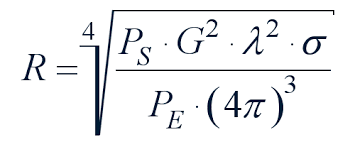 R = ⁴√((P_S · G² · λ² · σ) / (P_E · (4π)³))